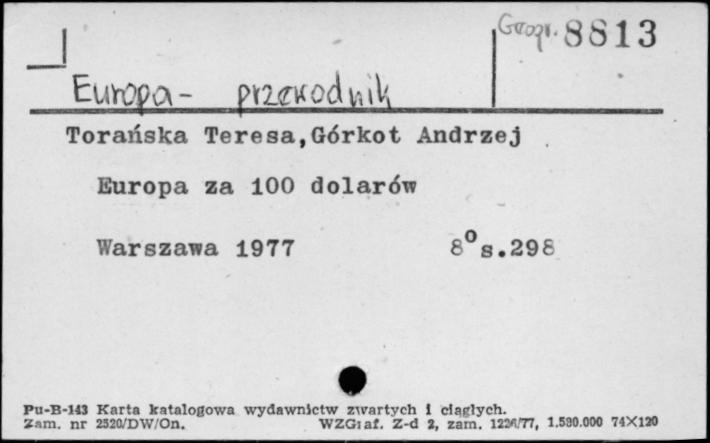 Geogr. 8813
Europa - przewodnik
Torańska Teresa, Górkot Andrzej
Europa za 100 dolarów
Warszawa 1977 8° s.298
Pu-B-143 Karta katalogowa wydawnictw zwartych i ciągłych.
Zam. nr 2520/DW/On. WZGraf. Z-d 2, zam. 1226/77, 1.580.000 74X120